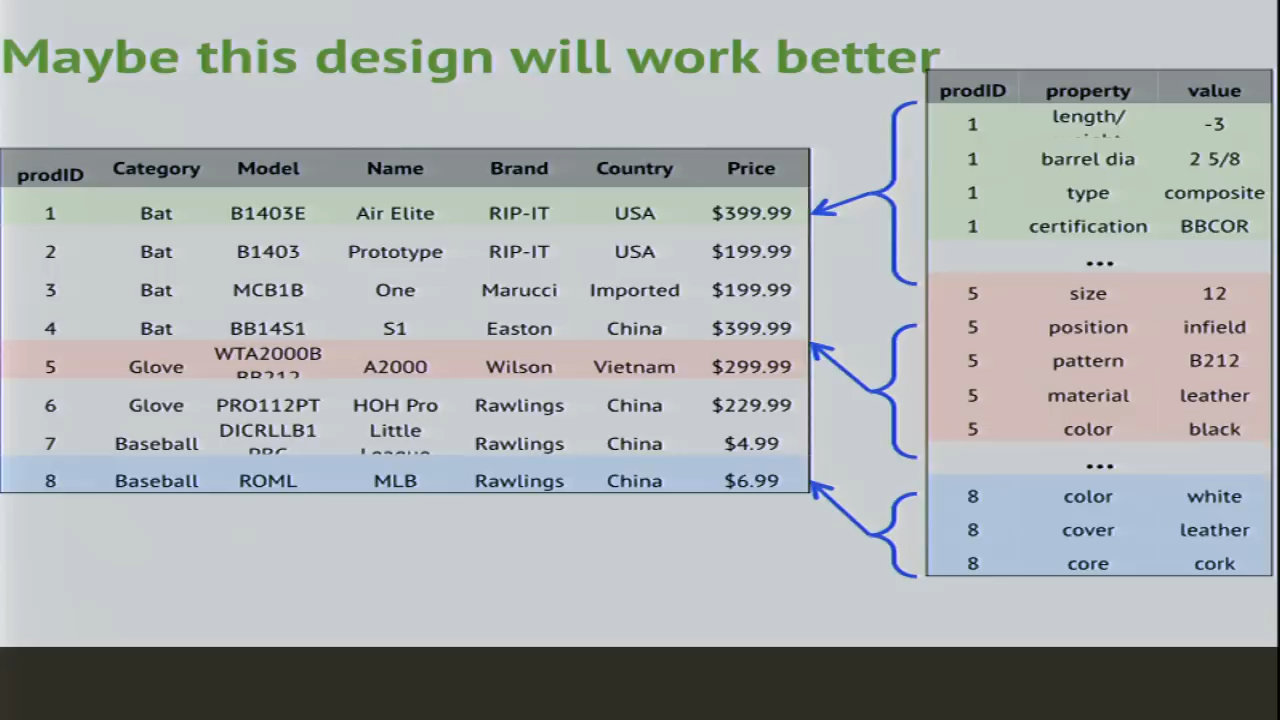 Maybe this design will work better
prodID Category Model Name Brand Country Price
1 Bat B1403E Air Elite RIP-IT USA $399.99
2 Bat B1403 Prototype RIP-IT USA $199.99
3 Bat MCB1B One Marucci Imported $199.99
4 Bat BB14S1 S1 Easton China $399.99
5 Glove WTA2000B BB212 A2000 Wilson Vietnam $299.99
6 Glove PRO112PT HOH Pro Rawlings China $229.99
7 Baseball DICRLLB1 Little Rawlings China $4.99
8 Baseball ROML MLB Rawlings China $6.99
prodID property value
1 length/ -3
1 barrel dia 2 5/8
1 type composite
1 certification BBCOR
...
5 size 12
5 position infield
5 pattern B212
5 material leather
5 color black
...
8 color white
8 cover leather
8 core cork